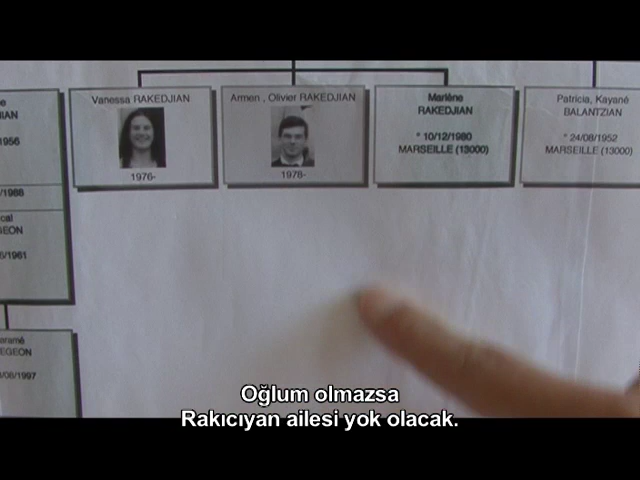 Vanessa RAKEDJIAN
1976-
Armen , Olivier RAKEDJIAN
1978-
Marlène
RAKEDJIAN
° 10/12/1980
MARSEILLE (13000)
Patricia, Kayané
BALANTZIAN
° 24/08/1952
MARSEILLE (13000)
Oğlum olmazsa
Rakıcıyan ailesi yok olacak.